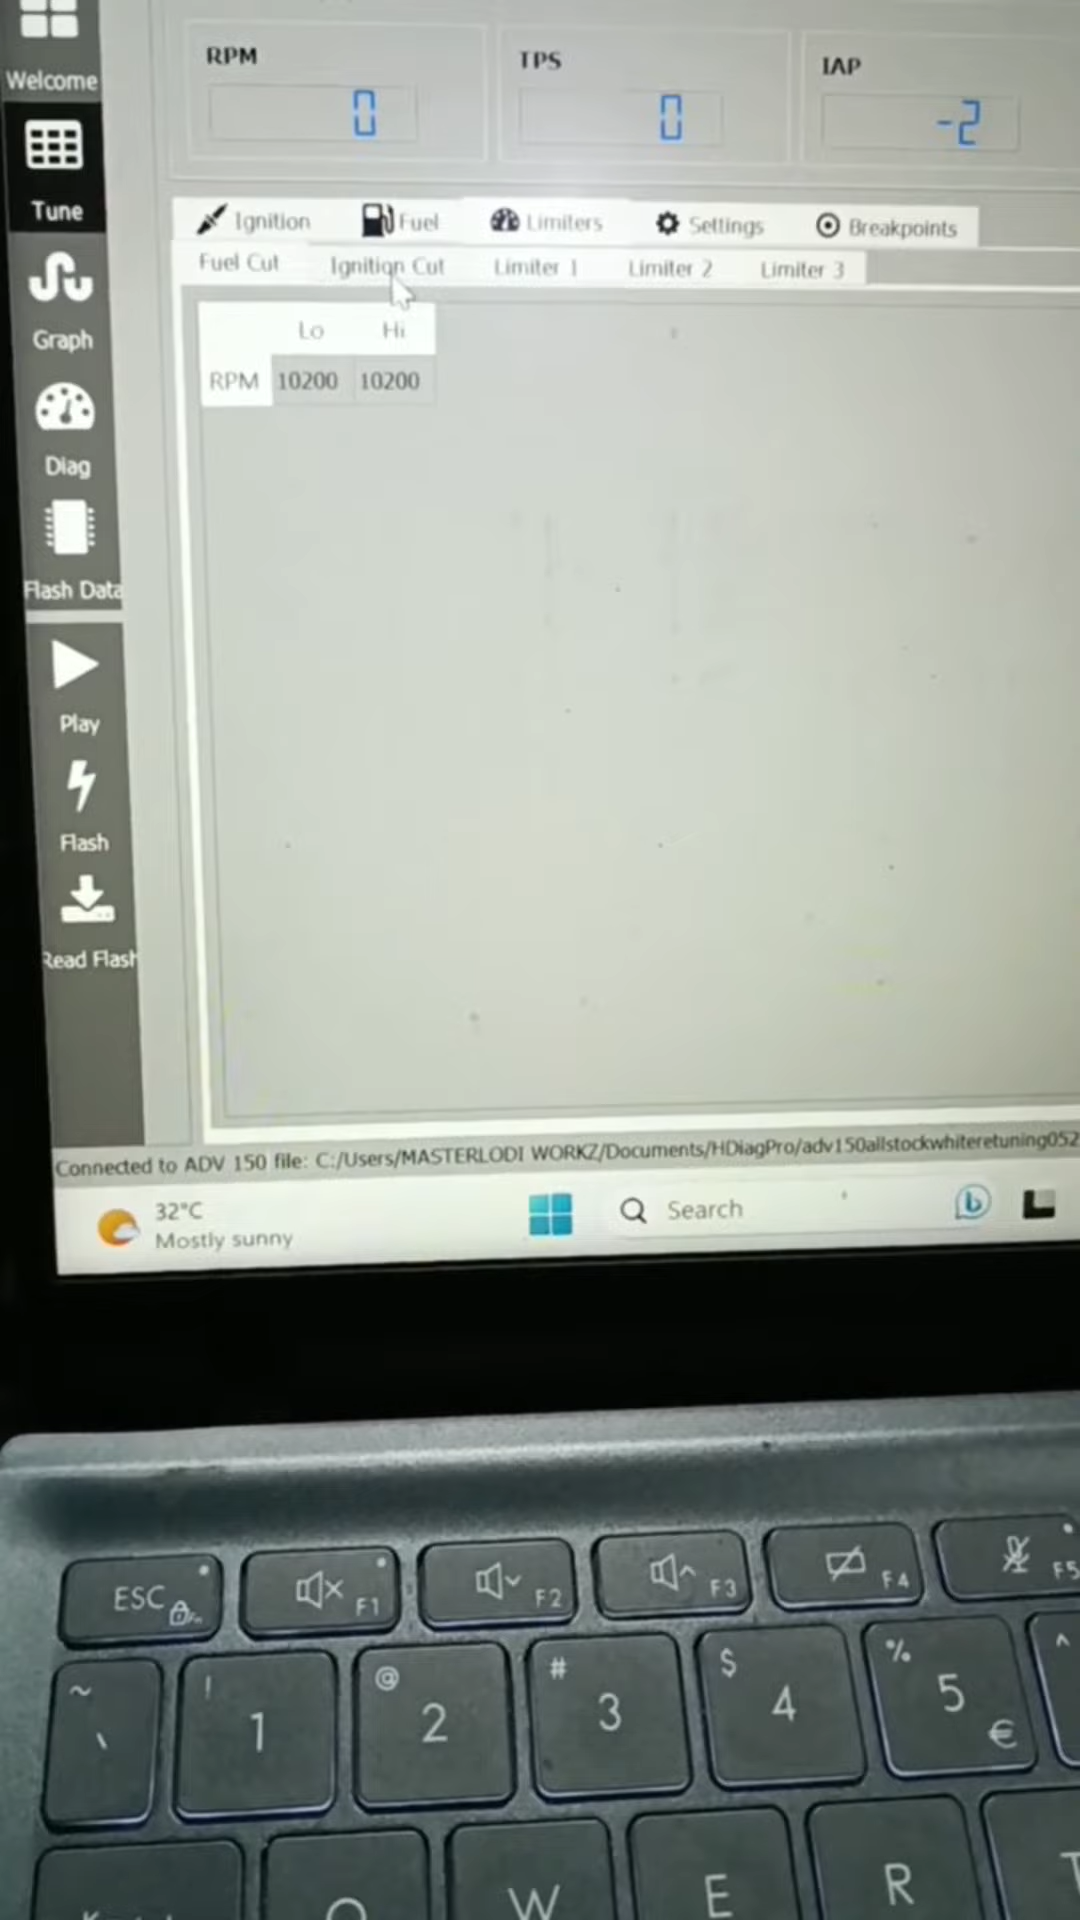 RPM TPS IAP
0 0 -2
Welcome
Tune
Graph
Diag
Flash Data
Play
Flash
Read Flash
Ignition Fuel Limiters Settings Breakpoints
Fuel Cut Ignition Cut Limiter 1 Limiter 2 Limiter 3
Lo Hi
RPM 10200 10200
Connected to ADV 150 file: C:/Users/MASTERLODI WORKZ/Documents/HDiagPro/adv150allstockwhiteretuning052
32°C
Mostly sunny
Search
ESC F1 F2 F3 F4 F5
~ ! @ # $ % ^
` 1 2 3 4 5 €
W E R